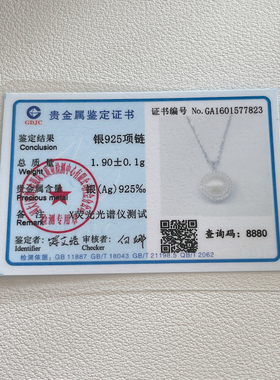 GBJC
贵金属鉴定证书
证书编号 No.GA1601577823
鉴定结果 银925项链
Conclusion
总质量 1.90±0.1g
Weight
贵金属含量 银(Ag) 925‰
Precious metal
备注 X荧光光谱仪测试
Remark
鉴定者 审核者
查询码: 8880
检测依据: GB 11887 GB/T 18043 GB/T 21198.5 QB/T 2062